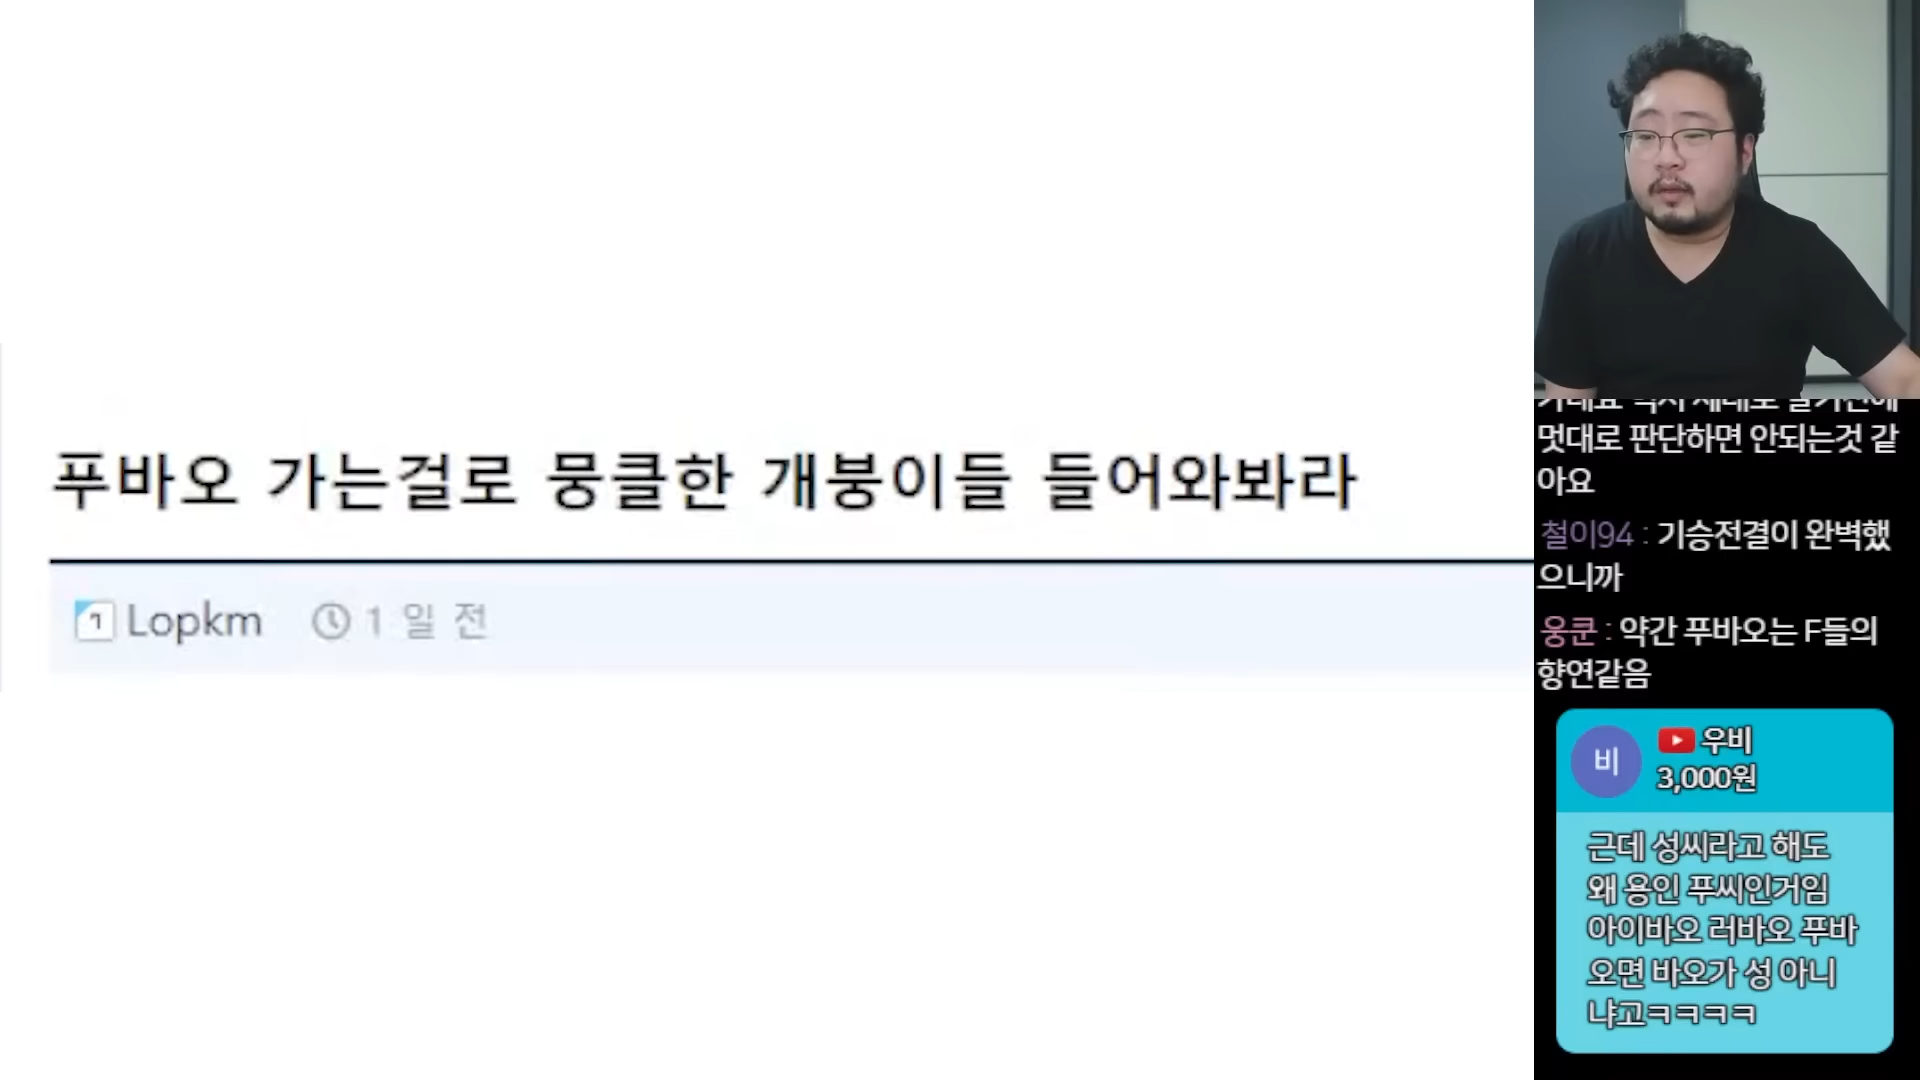 푸바오 가는걸로 뭉클한 개붕이들 들어와봐라
1 Lopkm 1 일 전
멋대로 판단하면 안되는것 같
아요
철이94 : 기승전결이 완벽했
으니까
웅쿤 : 약간 푸바오는 F들의
향연같음
비
우비
3,000원
근데 성씨라고 해도
왜 용인 푸씨인거임
아이바오 러바오 푸바
오면 바오가 성 아니
냐고ㅋㅋㅋㅋ